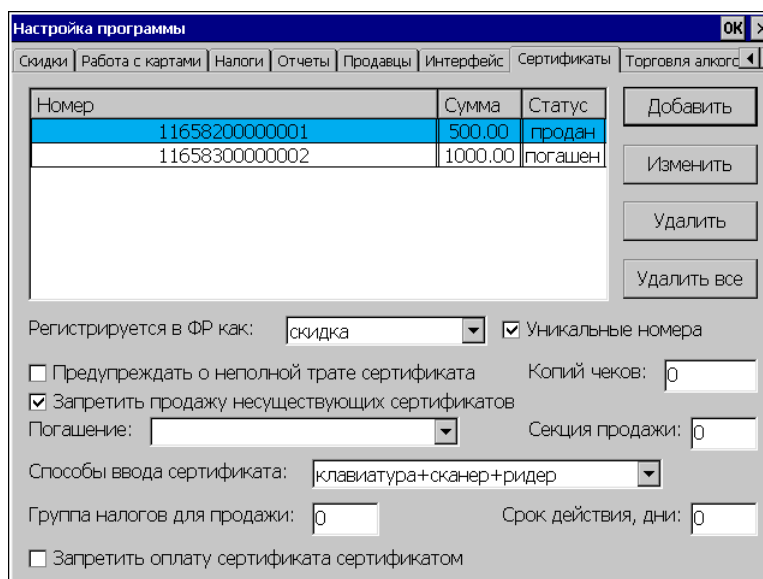 Настройка программы OK
Скидки Работа с картами Налоги Отчеты Продавцы Интерфейс Сертификаты Торговля алкого
Номер Сумма Статус Добавить
11658200000001 500.00 продан
11658300000002 1000.00 погашен
Изменить
Удалить
Удалить все
Регистрируется в ФР как: скидка Уникальные номера
Предупреждать о неполной трате сертификата Копий чеков: 0
Запретить продажу несуществующих сертификатов
Погашение: Секция продажи: 0
Способы ввода сертификата: клавиатура+сканер+ридер
Группа налогов для продажи: 0 Срок действия, дни: 0
Запретить оплату сертификата сертификатом